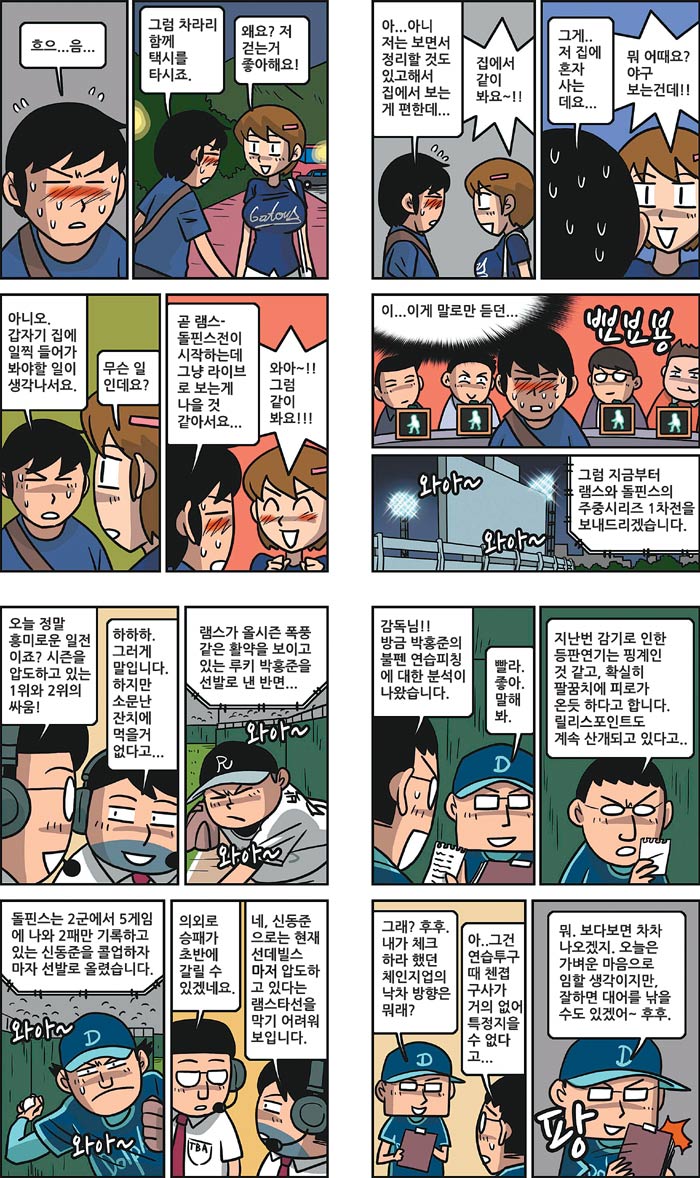 흐으...음...
그럼 차라리
함께
택시를
타시죠.
왜요? 저
걷는거
좋아해요!
Gators
아니오.
갑자기 집에
일찍 들어가
봐야할 일이
생각나서요.
무슨 일
인데요?
곧 램스-
돌핀스전이
시작하는데
그냥 라이브
로 보는게
나을 것
같아서요...
와아~!!
그럼
같이
봐요!!!
아...아니
저는 보면서
정리할 것도
있고해서
집에서 보는
게 편한데...
집에서
같이
봐요~!!
그게..
저 집에
혼자
사는
데요...
뭐 어때요?
야구
보는건데!!
이...이게 말로만 듣던...
뾰뵤뵹
와아~
와아~
그럼 지금부터
램스와 돌핀스의
주중시리즈 1차전을
보내드리겠습니다.
오늘 정말
흥미로운 일전
이죠? 시즌을
압도하고 있는
1위와 2위의
싸움!
하하하.
그러게
말입니다.
하지만
소문난
잔치에
먹을거
없다고...
램스가 올시즌 폭풍
같은 활약을 보이고
있는 루키 박홍준을
선발로 낸 반면...
와아~
R
와아~
돌핀스는 2군에서 5게임
에 나와 2패만 기록하고
있는 신동준을 콜업하자
마자 선발로 올렸습니다.
와아~
D
와아~
Dolp
의외로
승패가
초반에
갈릴 수
있겠네요.
TBA
네, 신동준
으로는 현재
선데빌스
마저 압도하
고 있다는
램스타선을
막기 어려워
보입니다.
감독님!!
방금 박홍준의
불펜 연습피칭
에 대한 분석이
나왔습니다.
빨라.
좋아.
말해
봐.
D
지난번 감기로 인한
등판연기는 핑계인
것 같고, 확실히
팔꿈치에 피로가
온듯 하다고 합니다.
릴리스포인트도
계속 산개되고 있다고..
그래? 후후.
내가 체크
하라 했던
체인지업의
낙차 방향은
뭐래?
D
아..그건
연습투구
때 첸접
구사가
거의 없어
특정지을
수 없다
고...
뭐. 보다보면 차차
나오겠지. 오늘은
가벼운 마음으로
임할 생각이지만,
잘하면 대어를 낚을
수도 있겠어~ 후후.
D
팡